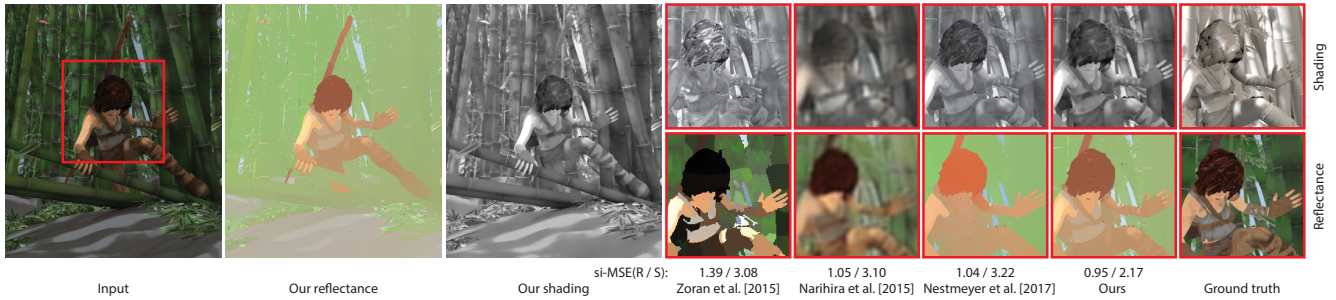 Shading
Reflectance
si-MSE(R / S): 1.39 / 3.08 1.05 / 3.10 1.04 / 3.22 0.95 / 2.17
Input Our reflectance Our shading Zoran et al. [2015] Narihira et al. [2015] Nestmeyer et al. [2017] Ours Ground truth